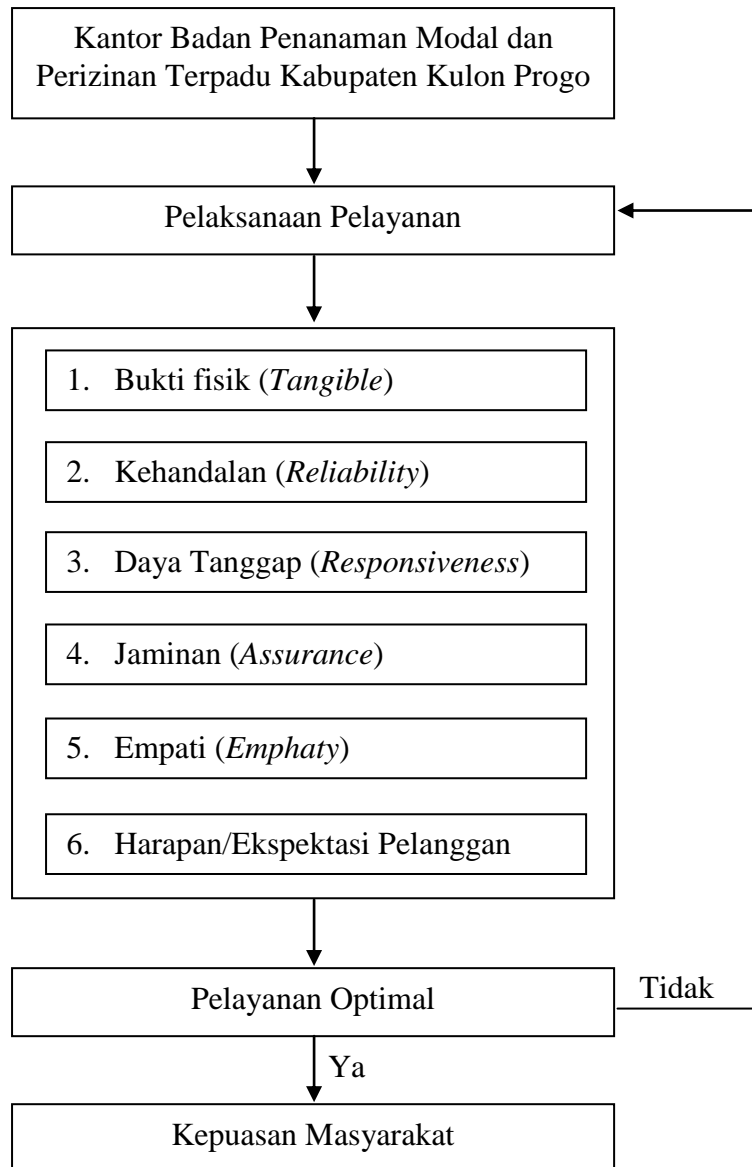 Kantor Badan Penanaman Modal dan
Perizinan Terpadu Kabupaten Kulon Progo
Pelaksanaan Pelayanan
1. Bukti fisik (Tangible)
2. Kehandalan (Reliability)
3. Daya Tanggap (Responsiveness)
4. Jaminan (Assurance)
5. Empati (Emphaty)
6. Harapan/Ekspektasi Pelanggan
Pelayanan Optimal
Tidak
Ya
Kepuasan Masyarakat